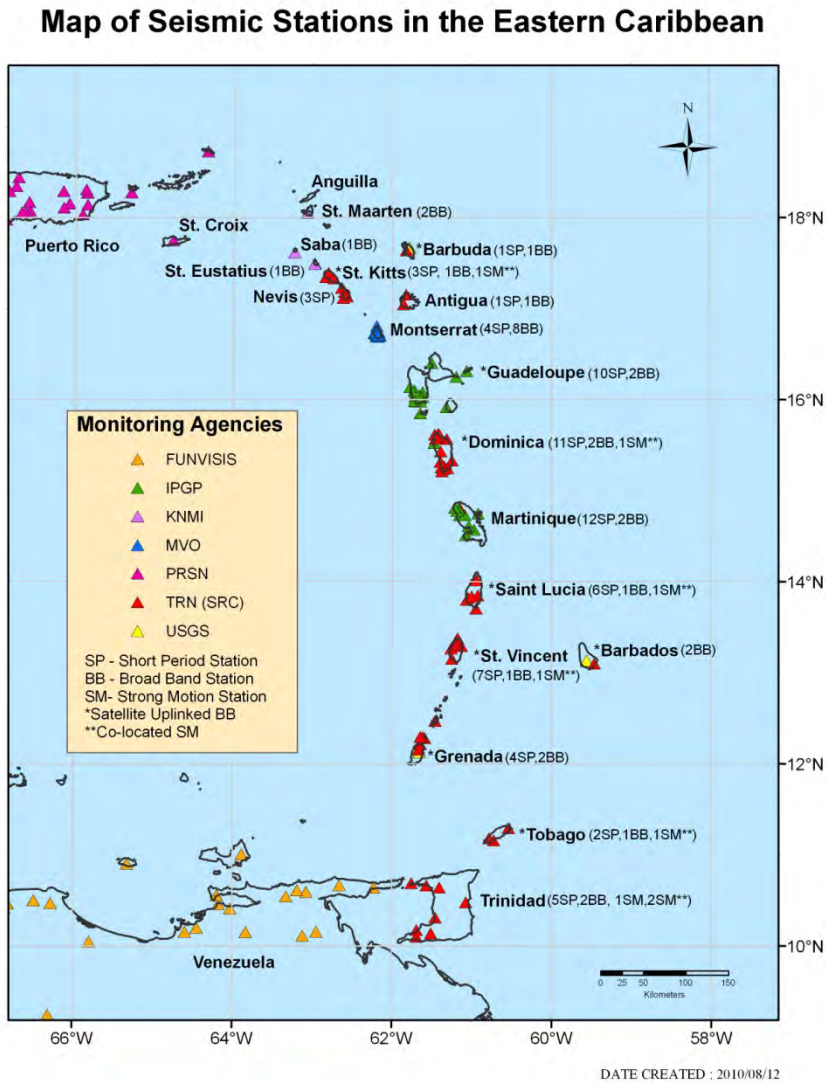 Map of Seismic Stations in the Eastern Caribbean
N
Anguilla
St. Maarten (2BB)
18°N
St. Croix
Puerto Rico
Saba(1BB)
*Barbuda(1SP,1BB)
St. Eustatius(1BB)
*St. Kitts(3SP, 1BB,1SM**)
Nevis(3SP)
Antigua (1SP,1BB)
Montserrat(4SP,8BB)
*Guadeloupe (10SP,2BB)
16°N
Monitoring Agencies
FUNVISIS
IPGP
KNMI
MVO
PRSN
TRN (SRC)
USGS
SP - Short Period Station
BB - Broad Band Station
SM- Strong Motion Station
*Satellite Uplinked BB
**Co-located SM
*Dominica (11SP,2BB,1SM**)
Martinique(12SP,2BB)
14°N
*Saint Lucia (6SP,1BB,1SM**)
*St. Vincent
(7SP,1BB,1SM**)
*Barbados(2BB)
12°N
*Grenada(4SP,2BB)
*Tobago(2SP,1BB,1SM**)
Trinidad(5SP,2BB, 1SM,2SM**)
10°N
Venezuela
0 25 50 100 150
Kilometers
66°W 64°W 62°W 60°W 58°W
DATE CREATED : 2010/08/12